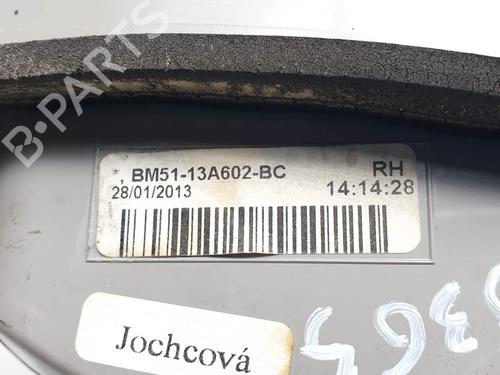 B-PARTS
, BM51-13A602-BC RH
28/01/2013 14:14:28
Jochcová